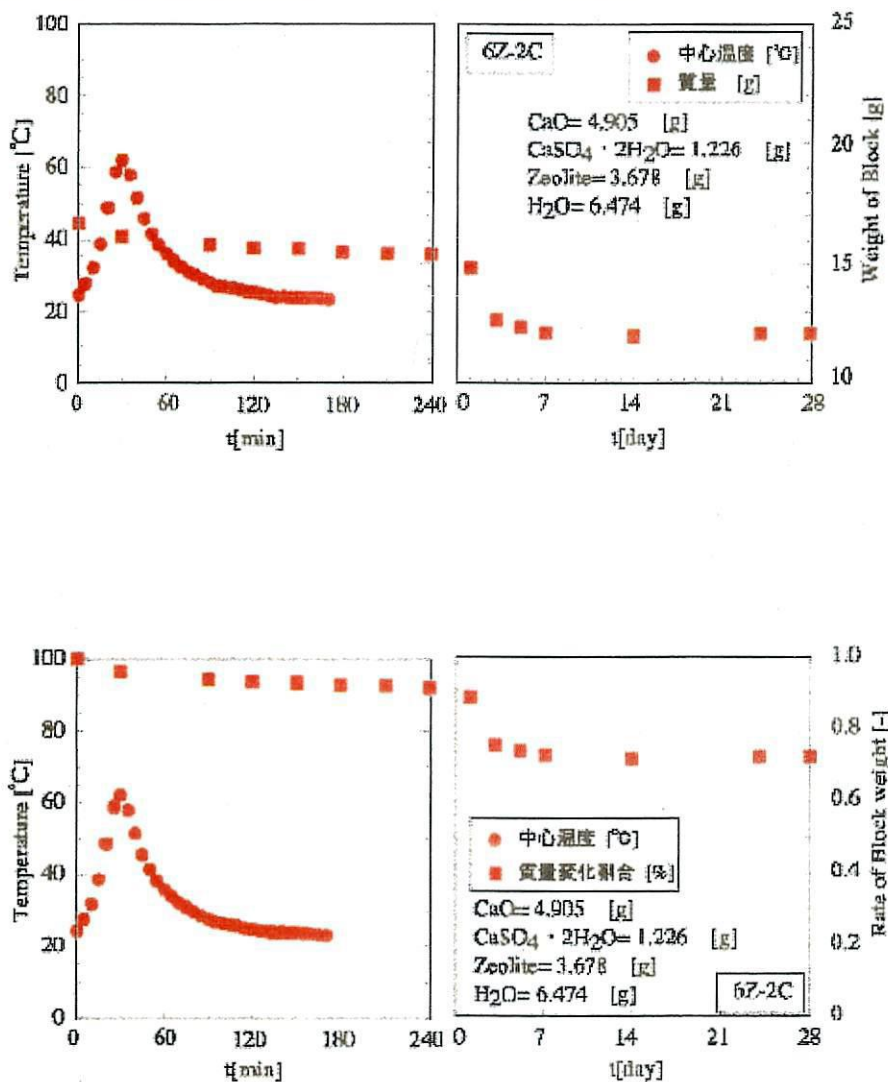 100
80
60
40
20
0
Temperature [℃]
0 60 120 180 240
t[min]
6Z-2C
中心温度 [℃]
質量 [g]
CaO= 4.905 [g]
CaSO4・2H2O= 1.226 [g]
Zeolite= 3.678 [g]
H2O= 6.474 [g]
25
20
15
10
Weight of Block [g]
0 7 14 21 28
t[day]
100
80
60
40
20
0
Temperature [℃]
0 60 120 180 240
t[min]
中心温度 [℃]
質量変化割合 [%]
CaO= 4.905 [g]
CaSO4・2H2O= 1.226 [g]
Zeolite= 3.678 [g]
H2O= 6.474 [g]
6Z-2C
1.0
0.8
0.6
0.4
0.2
0
Rate of Block weight [-]
0 7 14 21 28
t[day]